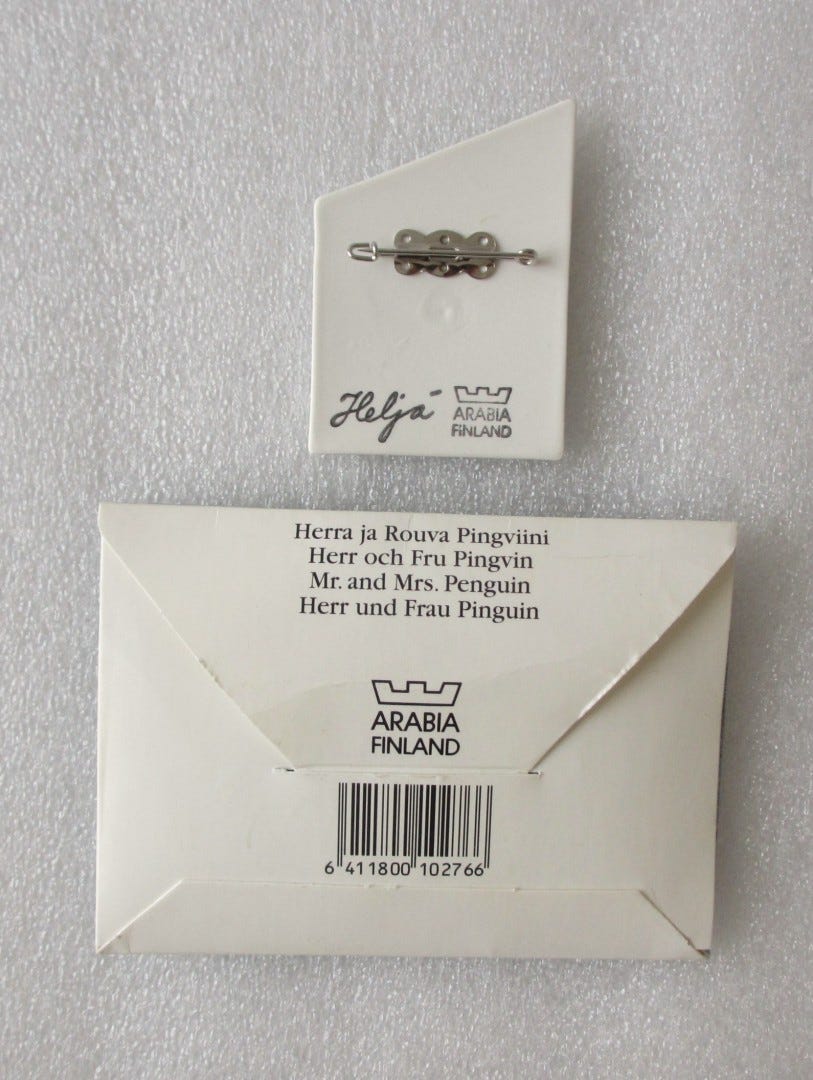 Heljä
ARABIA
FINLAND
Herra ja Rouva Pingviini
Herr och Fru Pingvin
Mr. and Mrs. Penguin
Herr und Frau Pinguin
ARABIA
FINLAND
6 411800 102766